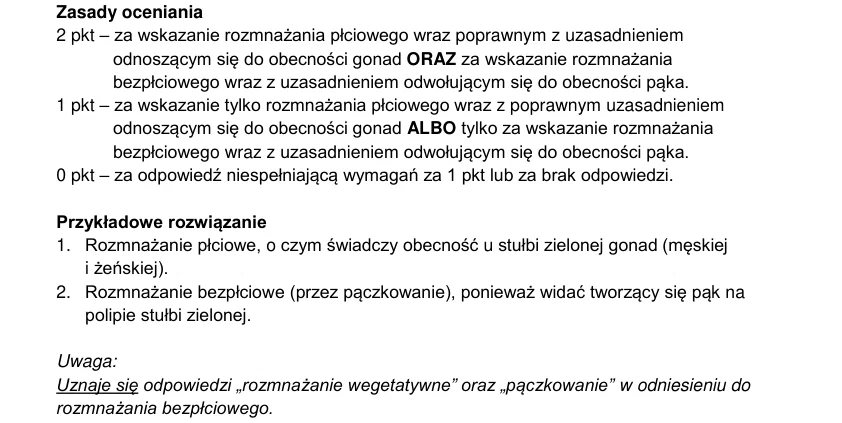 Zasady oceniania
2 pkt – za wskazanie rozmnażania płciowego wraz poprawnym z uzasadnieniem
odnoszącym się do obecności gonad ORAZ za wskazanie rozmnażania
bezpłciowego wraz z uzasadnieniem odwołującym się do obecności pąka.
1 pkt – za wskazanie tylko rozmnażania płciowego wraz z poprawnym uzasadnieniem
odnoszącym się do obecności gonad ALBO tylko za wskazanie rozmnażania
bezpłciowego wraz z uzasadnieniem odwołującym się do obecności pąka.
0 pkt – za odpowiedź niespełniającą wymagań za 1 pkt lub za brak odpowiedzi.
Przykładowe rozwiązanie
1. Rozmnażanie płciowe, o czym świadczy obecność u stułbi zielonej gonad (męskiej
i żeńskiej).
2. Rozmnażanie bezpłciowe (przez pączkowanie), ponieważ widać tworzący się pąk na
polipie stułbi zielonej.
Uwaga:
Uznaje się odpowiedzi „rozmnażanie wegetatywne” oraz „pączkowanie” w odniesieniu do
rozmnażania bezpłciowego.